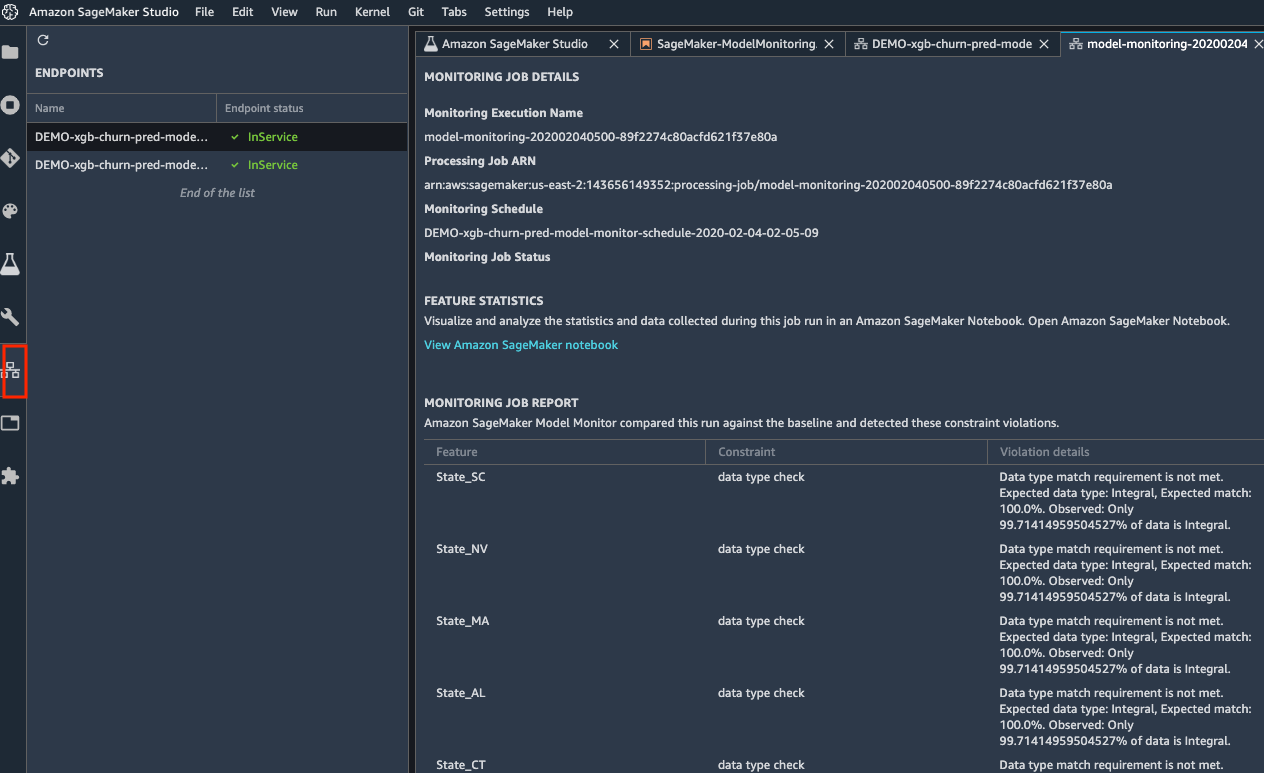 Amazon SageMaker Studio File Edit View Run Kernel Git Tabs Settings Help
Amazon SageMaker Studio SageMaker-ModelMonitoring. DEMO-xgb-churn-pred-mode model-monitoring-20200204
ENDPOINTS
Name Endpoint status
DEMO-xgb-churn-pred-mode... InService
DEMO-xgb-churn-pred-mode... InService
End of the list
MONITORING JOB DETAILS
Monitoring Execution Name
model-monitoring-202002040500-89f2274c80acfd621f37e80a
Processing Job ARN
arn:aws:sagemaker:us-east-2:143656149352:processing-job/model-monitoring-202002040500-89f2274c80acfd621f37e80a
Monitoring Schedule
DEMO-xgb-churn-pred-model-monitor-schedule-2020-02-04-02-05-09
Monitoring Job Status
FEATURE STATISTICS
Visualize and analyze the statistics and data collected during this job run in an Amazon SageMaker Notebook. Open Amazon SageMaker Notebook.
View Amazon SageMaker notebook
MONITORING JOB REPORT
Amazon SageMaker Model Monitor compared this run against the baseline and detected these constraint violations.
Feature Constraint Violation details
State_SC data type check Data type match requirement is not met.
Expected data type: Integral, Expected match:
100.0%. Observed: Only
99.71414959504527% of data is Integral.
State_NV data type check Data type match requirement is not met.
Expected data type: Integral, Expected match:
100.0%. Observed: Only
99.71414959504527% of data is Integral.
State_MA data type check Data type match requirement is not met.
Expected data type: Integral, Expected match:
100.0%. Observed: Only
99.71414959504527% of data is Integral.
State_AL data type check Data type match requirement is not met.
Expected data type: Integral, Expected match:
100.0%. Observed: Only
99.71414959504527% of data is Integral.
State_CT data type check Data type match requirement is not met.